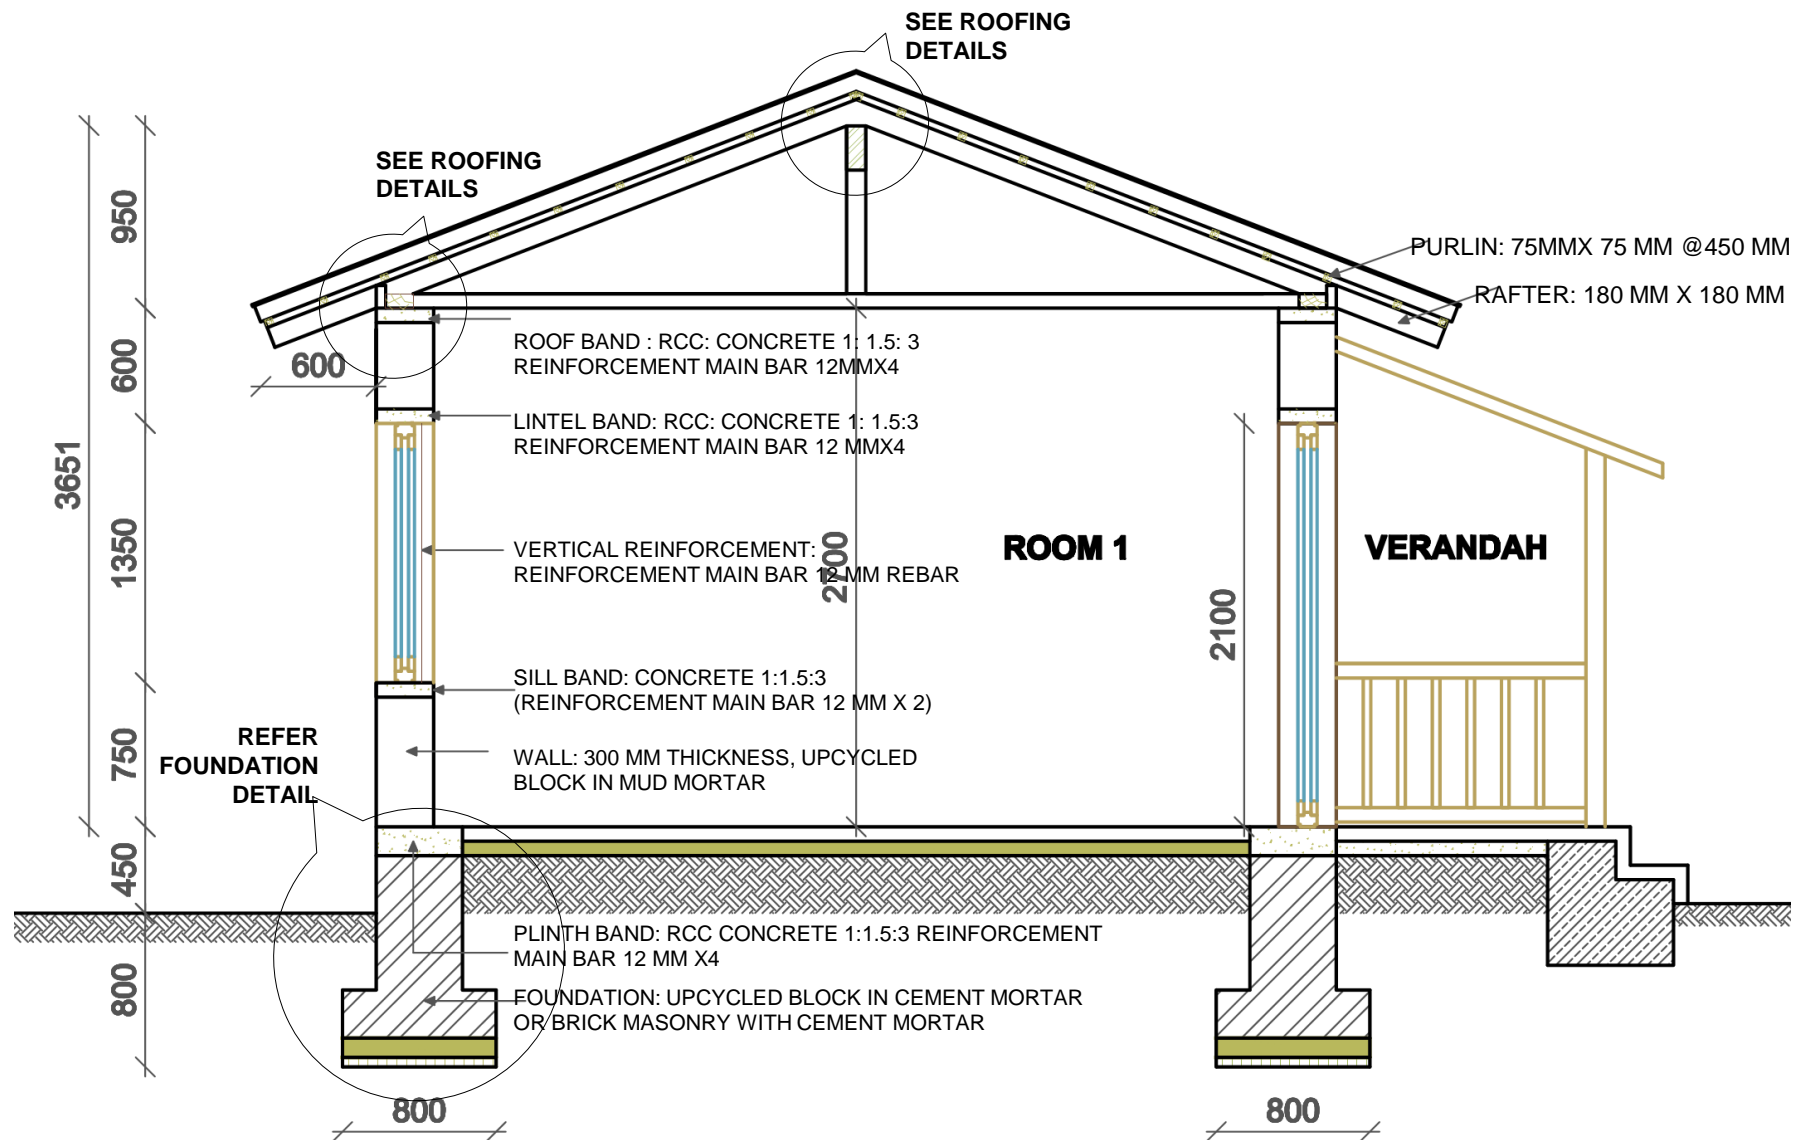 SEE ROOFING
DETAILS
SEE ROOFING
DETAILS
950
600
3651
1350
750
450
800
600
PURLIN: 75MMX 75 MM @450 MM
RAFTER: 180 MM X 180 MM
ROOF BAND : RCC: CONCRETE 1: 1.5: 3
REINFORCEMENT MAIN BAR 12MMX4
LINTEL BAND: RCC: CONCRETE 1: 1.5:3
REINFORCEMENT MAIN BAR 12 MMX4
VERTICAL REINFORCEMENT:
REINFORCEMENT MAIN BAR 12 MM REBAR
2700
ROOM 1
2100
VERANDAH
SILL BAND: CONCRETE 1:1.5:3
(REINFORCEMENT MAIN BAR 12 MM X 2)
REFER
FOUNDATION
DETAIL
WALL: 300 MM THICKNESS, UPCYCLED
BLOCK IN MUD MORTAR
PLINTH BAND: RCC CONCRETE 1:1.5:3 REINFORCEMENT
MAIN BAR 12 MM X4
FOUNDATION: UPCYCLED BLOCK IN CEMENT MORTAR
OR BRICK MASONRY WITH CEMENT MORTAR
800
800